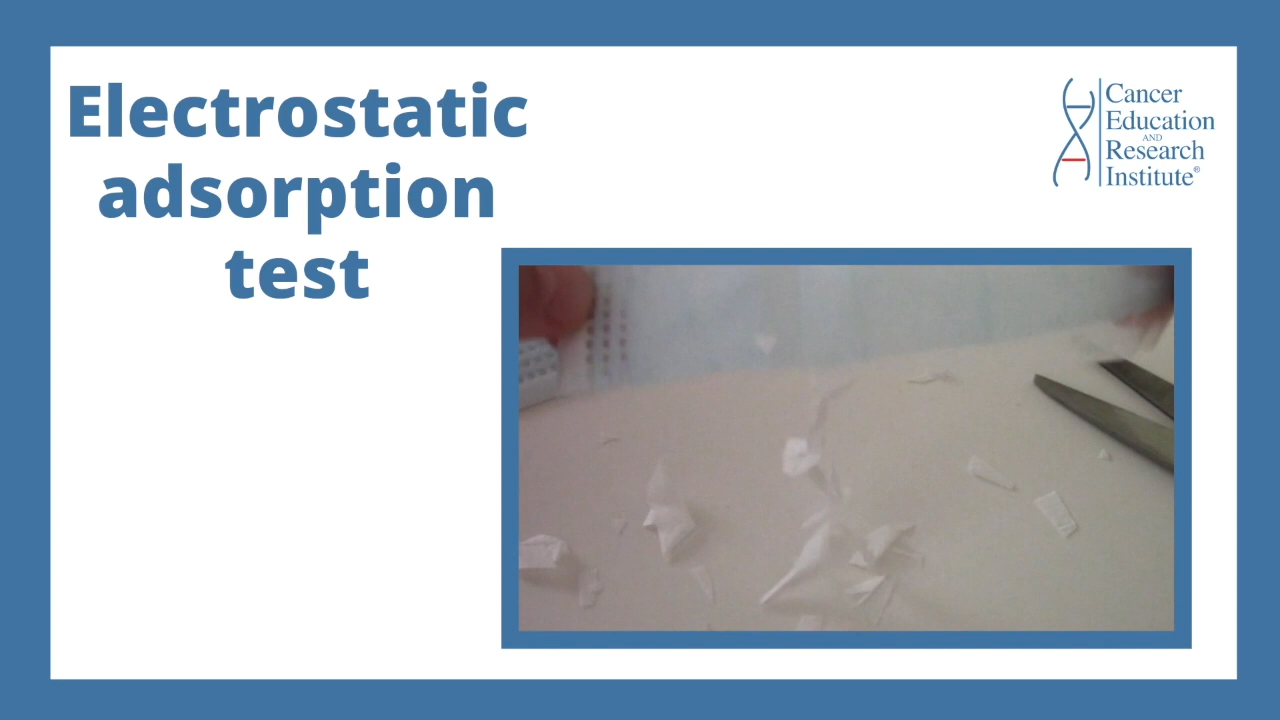 Electrostatic
adsorption
test
Cancer
Education
AND
Research
Institute®